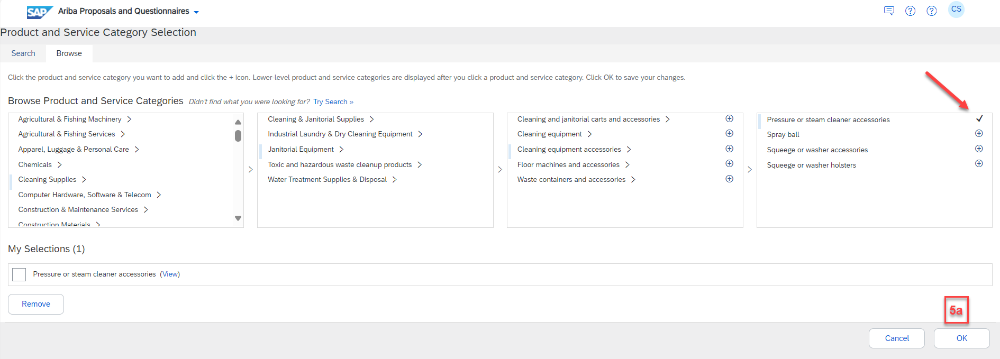 SAP Ariba Proposals and Questionnaires
CS
Product and Service Category Selection
Search Browse
Click the product and service category you want to add and click the + icon. Lower-level product and service categories are displayed after you click a product and service category. Click OK to save your changes.
Browse Product and Service Categories Didn't find what you were looking for? Try Search »
Agricultural & Fishing Machinery
Agricultural & Fishing Services
Apparel, Luggage & Personal Care
Chemicals
Cleaning Supplies
Computer Hardware, Software & Telecom
Construction & Maintenance Services
Construction Materials
Cleaning & Janitorial Supplies
Industrial Laundry & Dry Cleaning Equipment
Janitorial Equipment
Toxic and hazardous waste cleanup products
Water Treatment Supplies & Disposal
Cleaning and janitorial carts and accessories
Cleaning equipment
Cleaning equipment accessories
Floor machines and accessories
Waste containers and accessories
Pressure or steam cleaner accessories
Spray ball
Squeege or washer accessories
Squeege or washer holsters
My Selections (1)
Pressure or steam cleaner accessories (View)
Remove
5a
Cancel OK